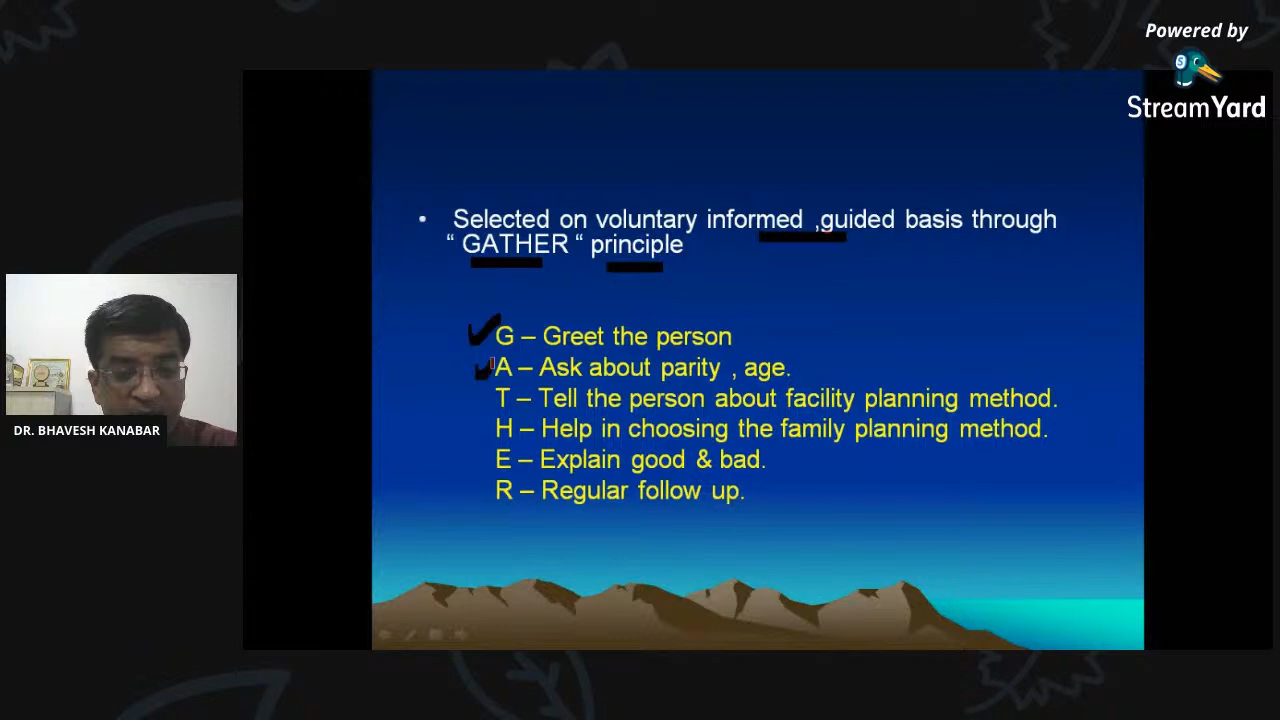 Powered by
StreamYard
• Selected on voluntary informed ,guided basis through
“ GATHER “ principle
G – Greet the person
A – Ask about parity , age.
T – Tell the person about facility planning method.
H – Help in choosing the family planning method.
E – Explain good & bad.
R – Regular follow up.
DR. BHAVESH KANABAR